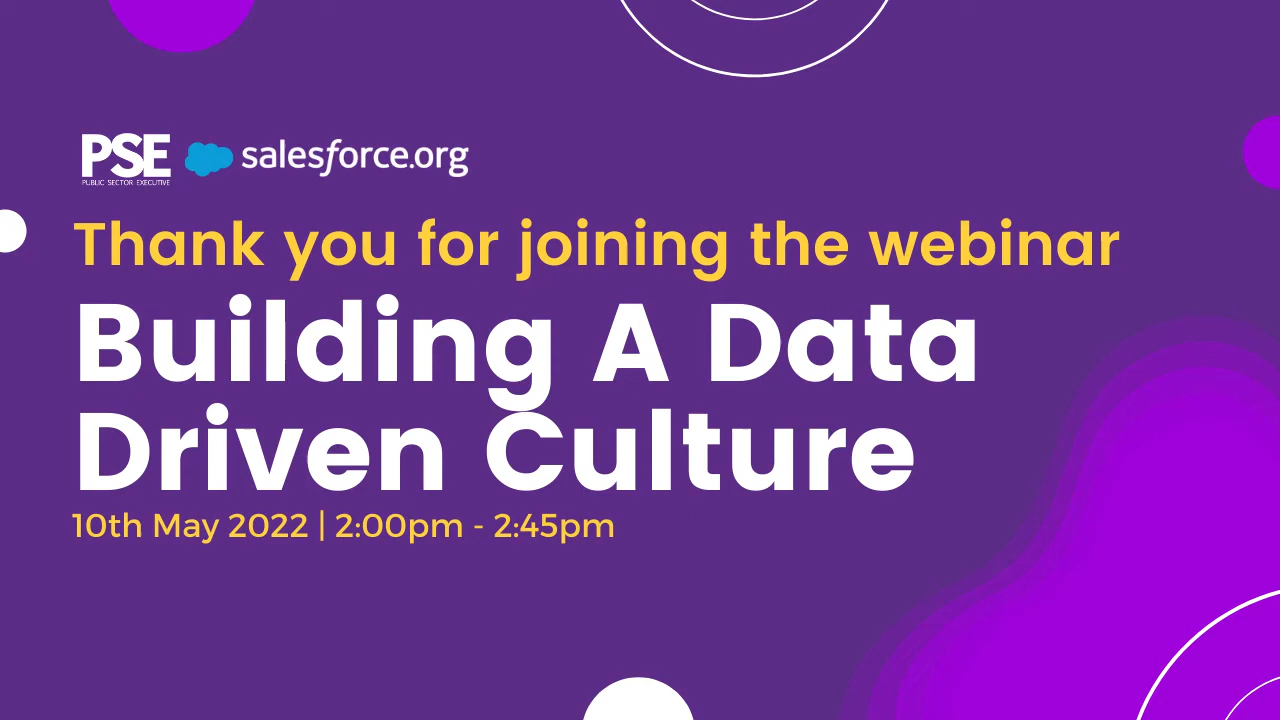 PSE salesforce.org
PUBLIC SECTOR EXECUTIVE
Thank you for joining the webinar
Building A Data
Driven Culture
10th May 2022 | 2:00pm - 2:45pm